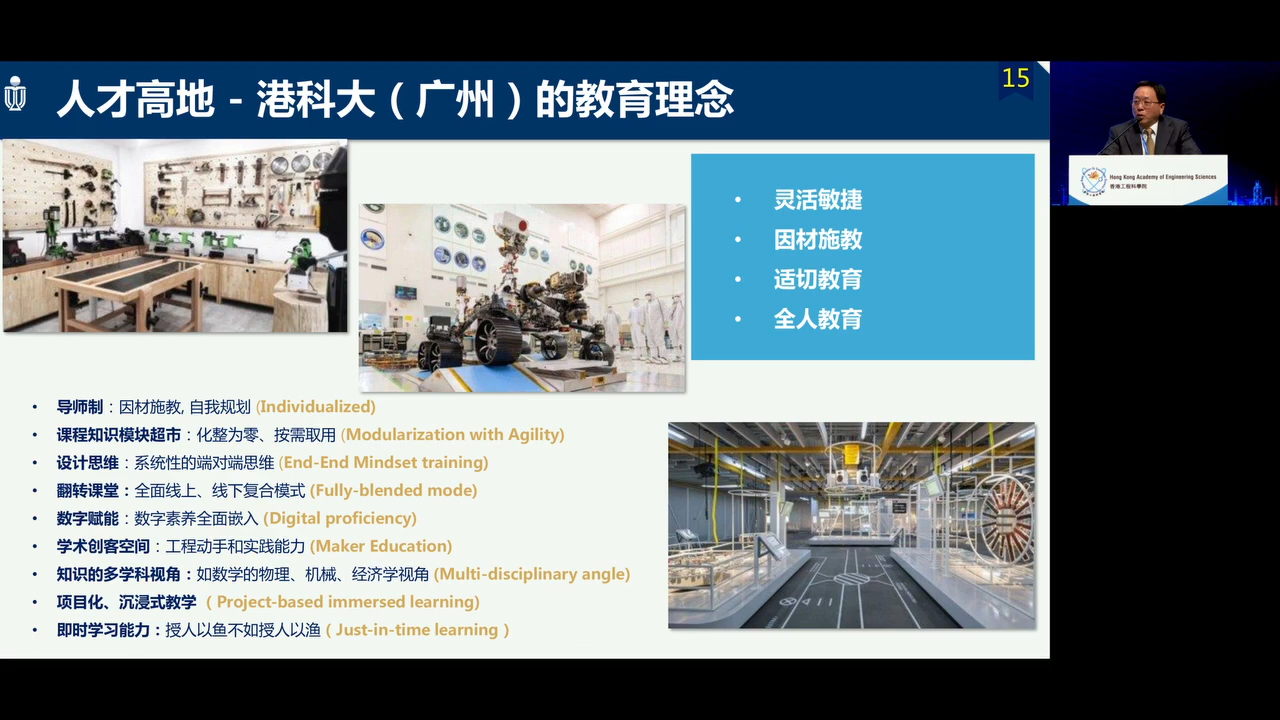 人才高地 - 港科大（广州）的教育理念
15
• 灵活敏捷
• 因材施教
• 适切教育
• 全人教育
• 导师制：因材施教, 自我规划 (Individualized)
• 课程知识模块超市：化整为零、按需取用 (Modularization with Agility)
• 设计思维：系统性的端对端思维 (End-End Mindset training)
• 翻转课堂：全面线上、线下复合模式 (Fully-blended mode)
• 数字赋能：数字素养全面嵌入 (Digital proficiency)
• 学术创客空间：工程动手和实践能力 (Maker Education)
• 知识的多学科视角：如数学的物理、机械、经济学视角 (Multi-disciplinary angle)
• 项目化、沉浸式教学 （ Project-based immersed learning)
• 即时学习能力：授人以鱼不如授人以渔 ( Just-in-time learning ）
Hong Kong Academy of Engineering Sciences
香港工程科學院